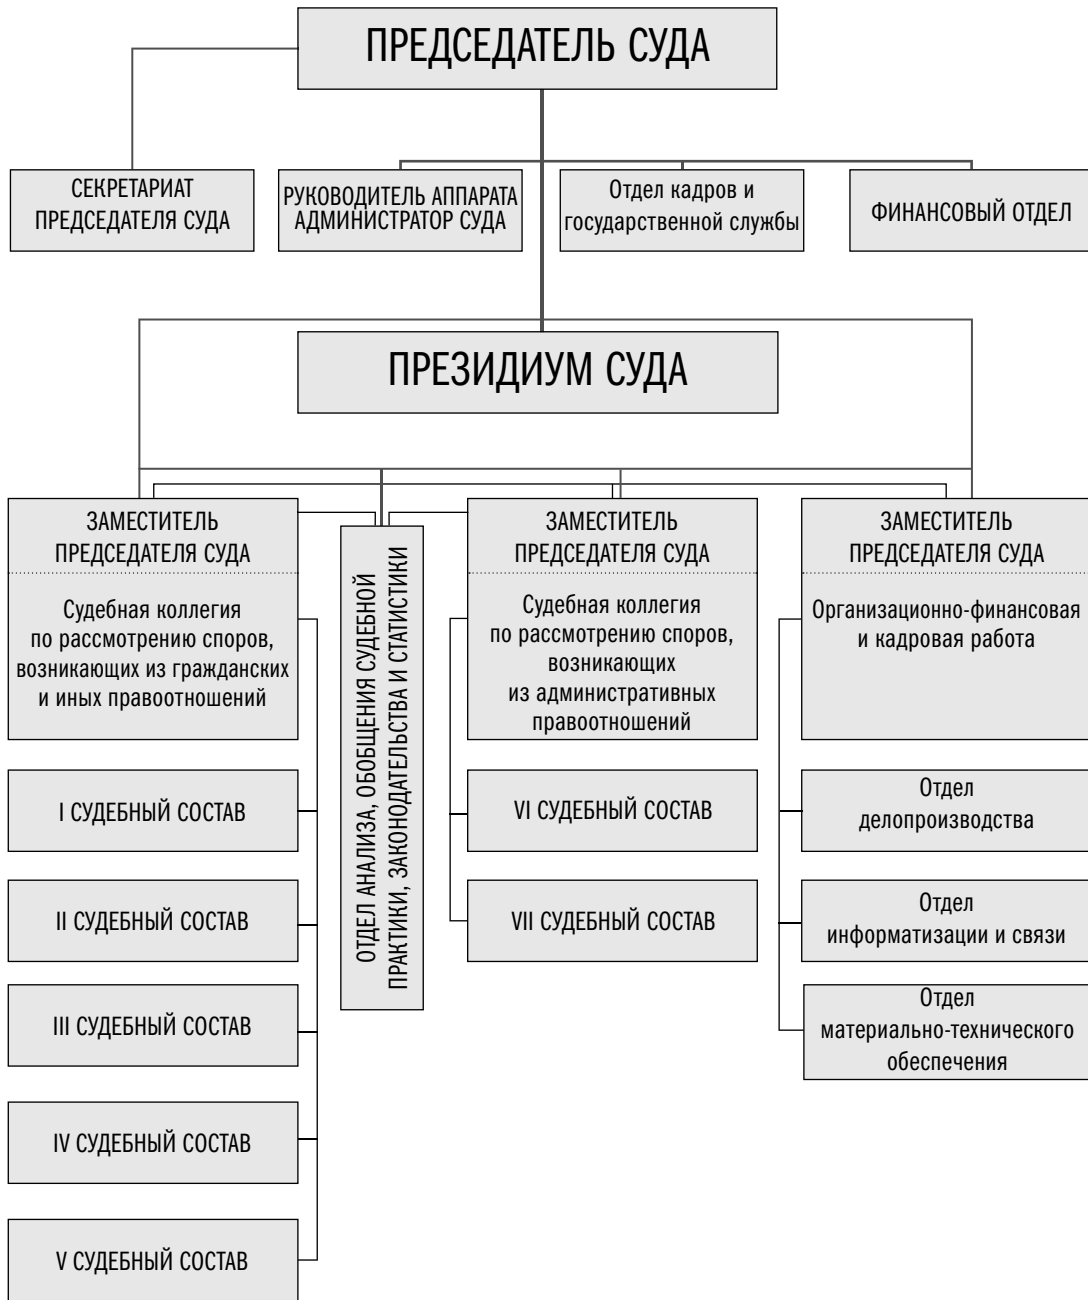 ПРЕДСЕДАТЕЛЬ СУДА
СЕКРЕТАРИАТ
ПРЕДСЕДАТЕЛЯ СУДА
РУКОВОДИТЕЛЬ АППАРАТА
АДМИНИСТРАТОР СУДА
Отдел кадров и
государственной службы
ФИНАНСОВЫЙ ОТДЕЛ
ПРЕЗИДИУМ СУДА
ЗАМЕСТИТЕЛЬ
ПРЕДСЕДАТЕЛЯ СУДА
Судебная коллегия
по рассмотрению споров,
возникающих из гражданских
и иных правоотношений
I СУДЕБНЫЙ СОСТАВ
II СУДЕБНЫЙ СОСТАВ
III СУДЕБНЫЙ СОСТАВ
IV СУДЕБНЫЙ СОСТАВ
V СУДЕБНЫЙ СОСТАВ
ОТДЕЛ АНАЛИЗА, ОБОБЩЕНИЯ СУДЕБНОЙ
ПРАКТИКИ, ЗАКОНОДАТЕЛЬСТВА И СТАТИСТИКИ
ЗАМЕСТИТЕЛЬ
ПРЕДСЕДАТЕЛЯ СУДА
Судебная коллегия
по рассмотрению споров,
возникающих
из административных
правоотношений
VI СУДЕБНЫЙ СОСТАВ
VII СУДЕБНЫЙ СОСТАВ
ЗАМЕСТИТЕЛЬ
ПРЕДСЕДАТЕЛЯ СУДА
Организационно-финансовая
и кадровая работа
Отдел
делопроизводства
Отдел
информатизации и связи
Отдел
материально-технического
обеспечения